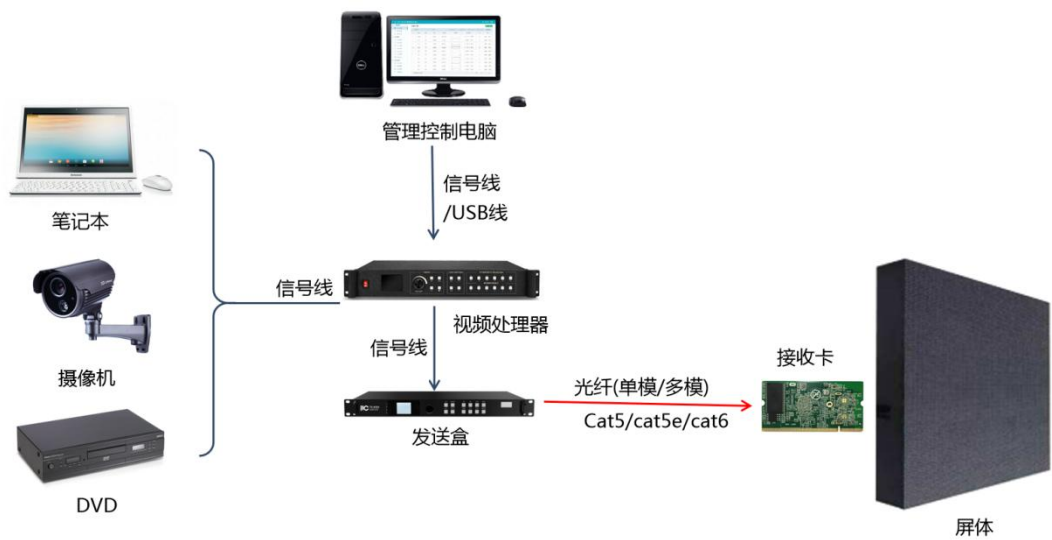 管理控制电脑
信号线
/USB线
笔记本
信号线
视频处理器
信号线
摄像机
接收卡
光纤(单模/多模)
Cat5/cat5e/cat6
发送盒
DVD
屏体